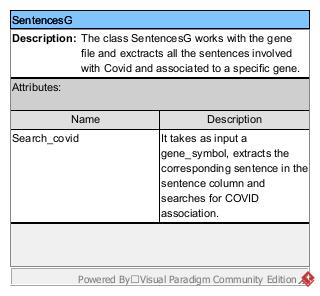 SentencesG
Description: The class SentencesG works with the gene
file and exctracts all the sentences involved
with Covid and associated to a specific gene.
Attributes:
Name Description
Search_covid It takes as input a
gene_symbol, extracts the
corresponding sentence in the
sentence column and
searches for COVID
association.
Powered By□Visual Paradigm Community Edition